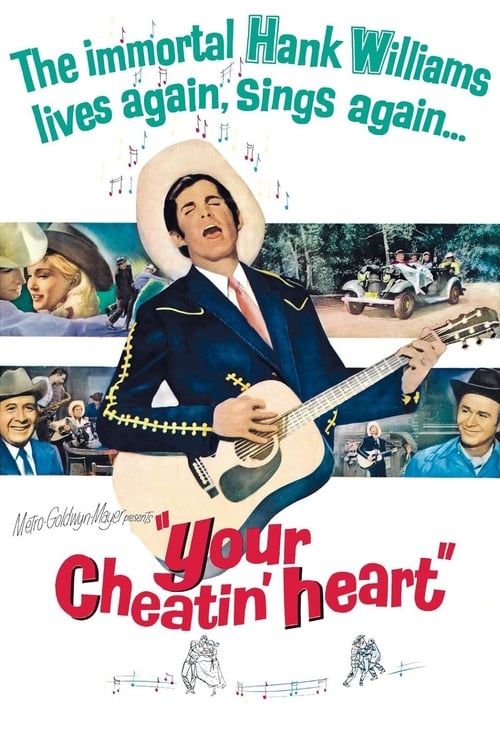 The immortal Hank Williams
lives again, sings again...
Metro-Goldwyn-Mayer presents
"Your
Cheatin' heart"